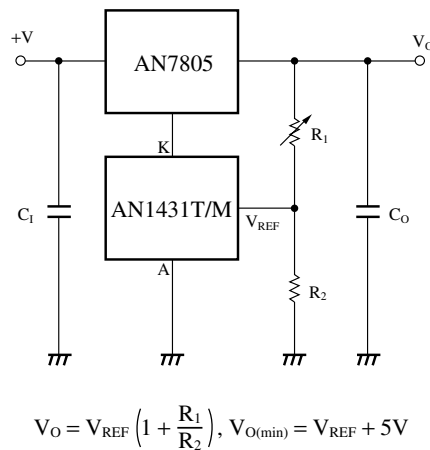 +V
AN7805
V_O
K
R_1
AN1431T/M
V_REF
C_I
C_O
A
R_2
V_O = V_REF (1 + R_1/R_2), V_O(min) = V_REF + 5V